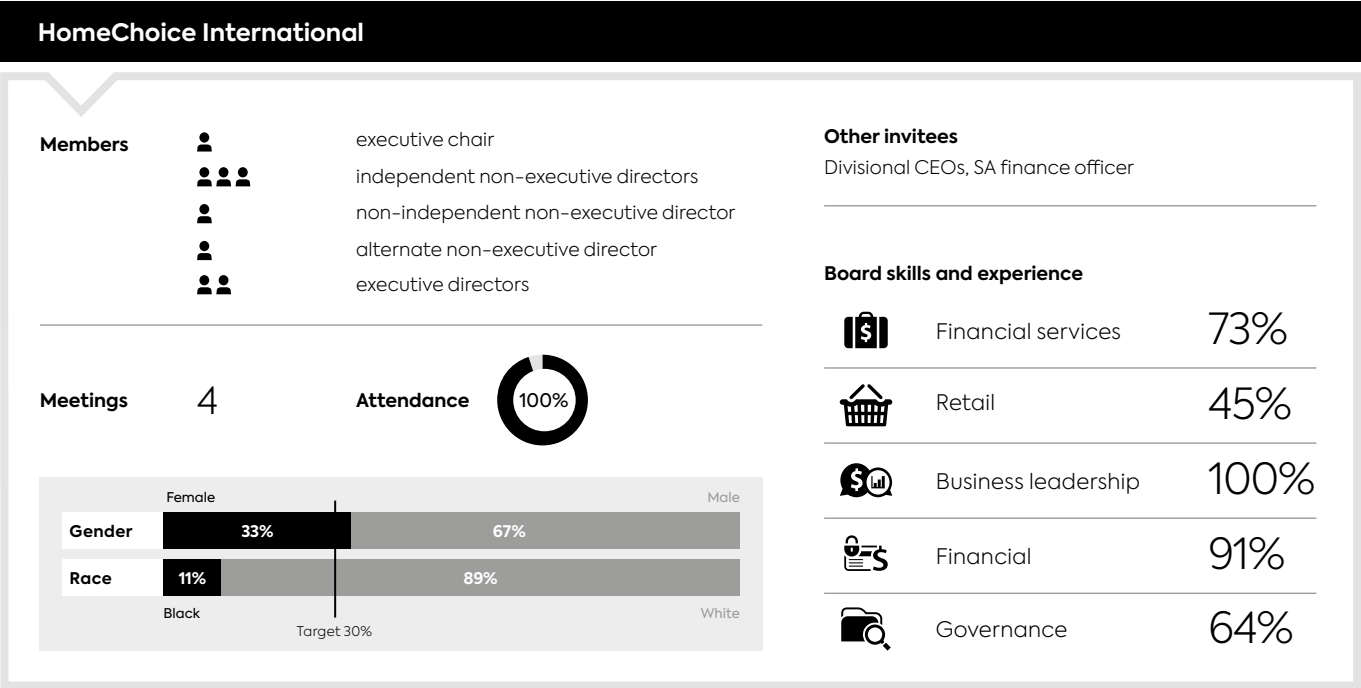 HomeChoice International
Members
executive chair
independent non-executive directors
non-independent non-executive director
alternate non-executive director
executive directors
Meetings
4
Attendance
100%
Female
Male
Gender
33%
67%
Race
11%
89%
Black
White
Target 30%
Other invitees
Divisional CEOs, SA finance officer
Board skills and experience
Financial services
73%
Retail
45%
Business leadership
100%
Financial
91%
Governance
64%